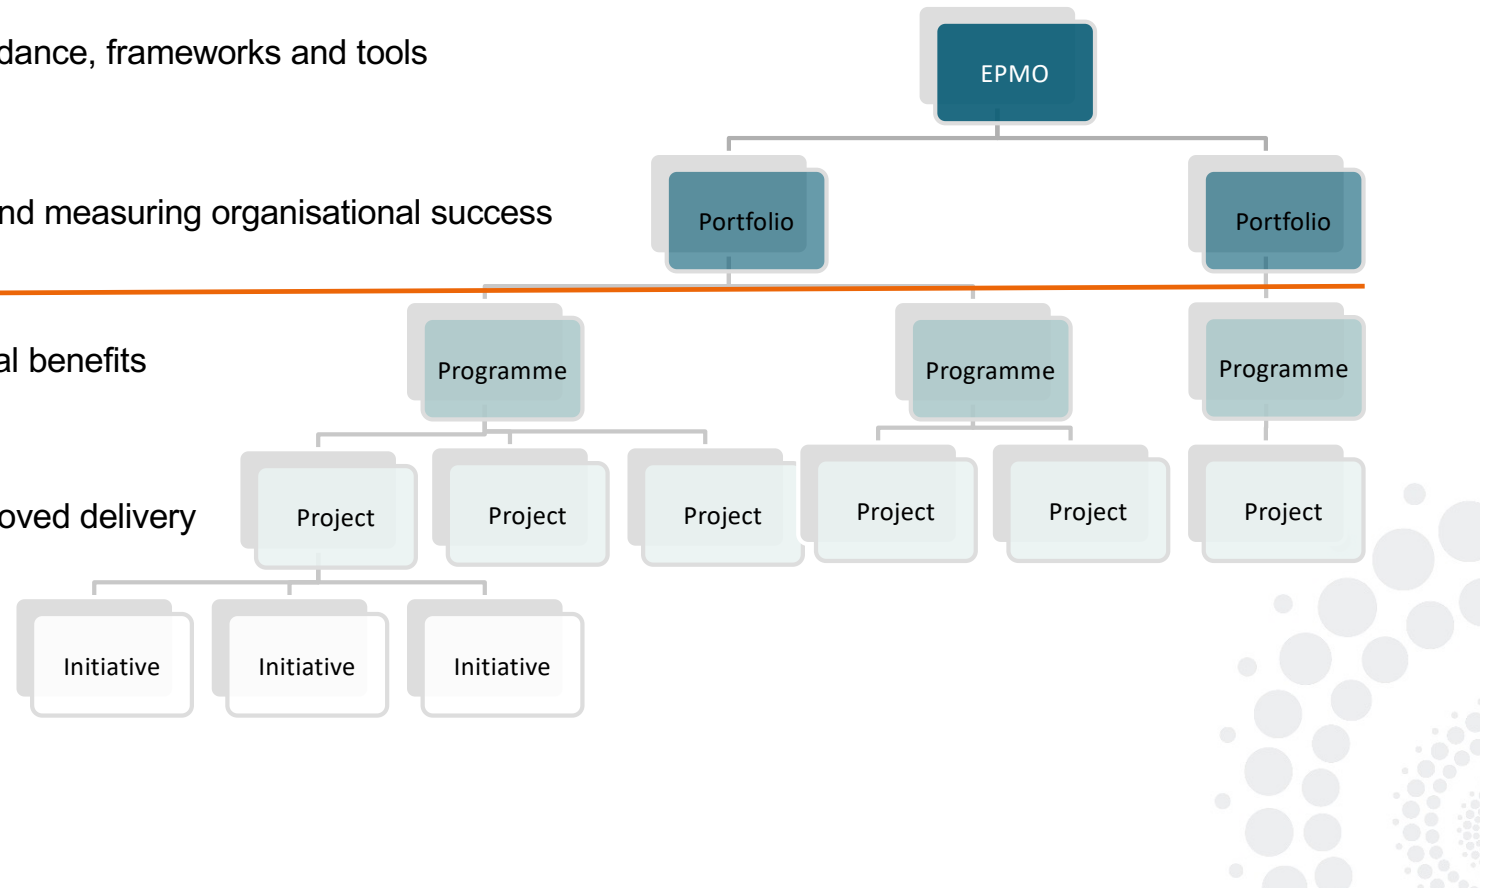 dance, frameworks and tools
EPMO
nd measuring organisational success
Portfolio
Portfolio
al benefits
Programme
Programme
Programme
oved delivery
Project
Project
Project
Project
Project
Project
Initiative
Initiative
Initiative